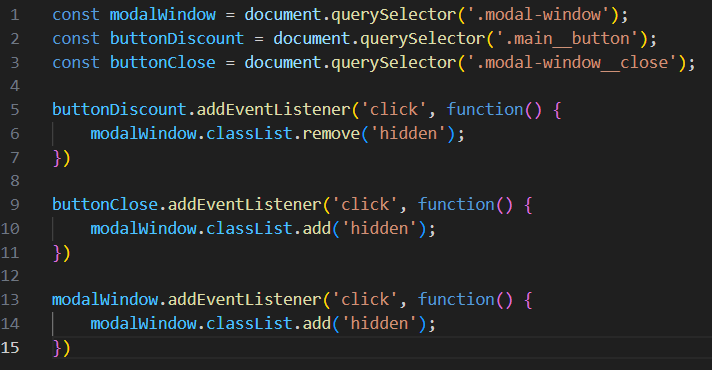 1 const modalWindow = document.querySelector('.modal-window');
2 const buttonDiscount = document.querySelector('.main__button');
3 const buttonClose = document.querySelector('.modal-window__close');
4
5 buttonDiscount.addEventListener('click', function() {
6     modalWindow.classList.remove('hidden');
7 })
8
9 buttonClose.addEventListener('click', function() {
10     modalWindow.classList.add('hidden');
11 })
12
13 modalWindow.addEventListener('click', function() {
14     modalWindow.classList.add('hidden');
15 })